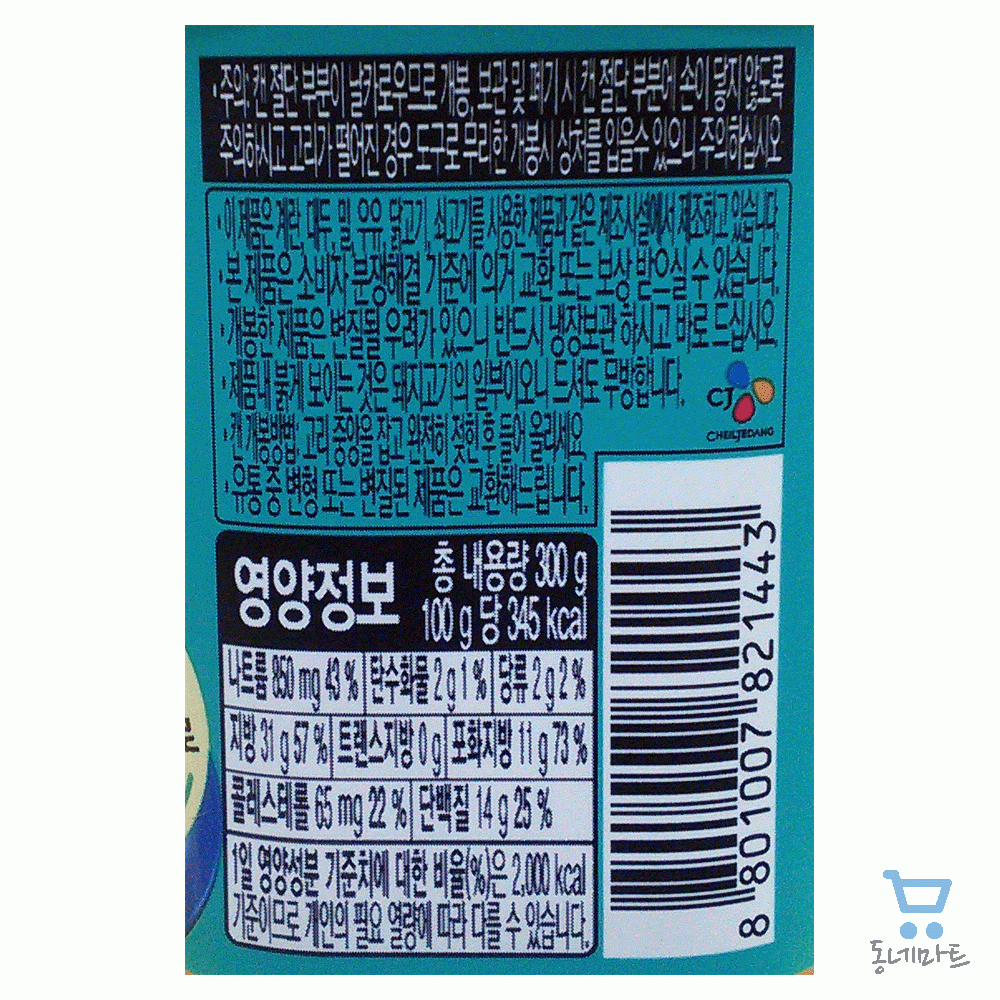 •주의: 캔 절단 부분이 날카로우므로 개봉, 보관 및 폐기 시 캔 절단 부분에 손이 닿지 않도록
주의하시고 고리가 떨어진 경우 도구로 무리한 개봉시 상처를 입을수 있으니 주의하십시오
•이 제품은 계란, 대두, 밀, 우유, 닭고기, 쇠고기를 사용한 제품과 같은 제조시설에서 제조하고 있습니다.
•본 제품은 소비자 분쟁해결 기준에 의거 교환 또는 보상 받으실 수 있습니다.
•개봉한 제품은 변질될 우려가 있으니 반드시 냉장보관 하시고 바로 드십시오.
•제품내 붉게 보이는 것은 돼지고기의 일부이오니 드셔도 무방합니다.
CJ
CHEILJEDANG
•캔 개봉방법: 고리 중앙을 잡고 완전히 젖힌 후 들어 올리세요.
•유통 중 변형 또는 변질된 제품은 교환해드립니다.
영양정보
총 내용량 300 g
100 g 당 345 kcal
나트륨 850 mg 43 % 탄수화물 2 g 1 % 당류 2 g 2 %
지방 31 g 57 % 트랜스지방 0 g 포화지방 11 g 73 %
콜레스테롤 65 mg 22 % 단백질 14 g 25 %
1일 영양성분 기준치에 대한 비율(%)은 2,000 kcal
기준이므로 개인의 필요 열량에 따라 다를 수 있습니다.
8 801007 821443
동네마트